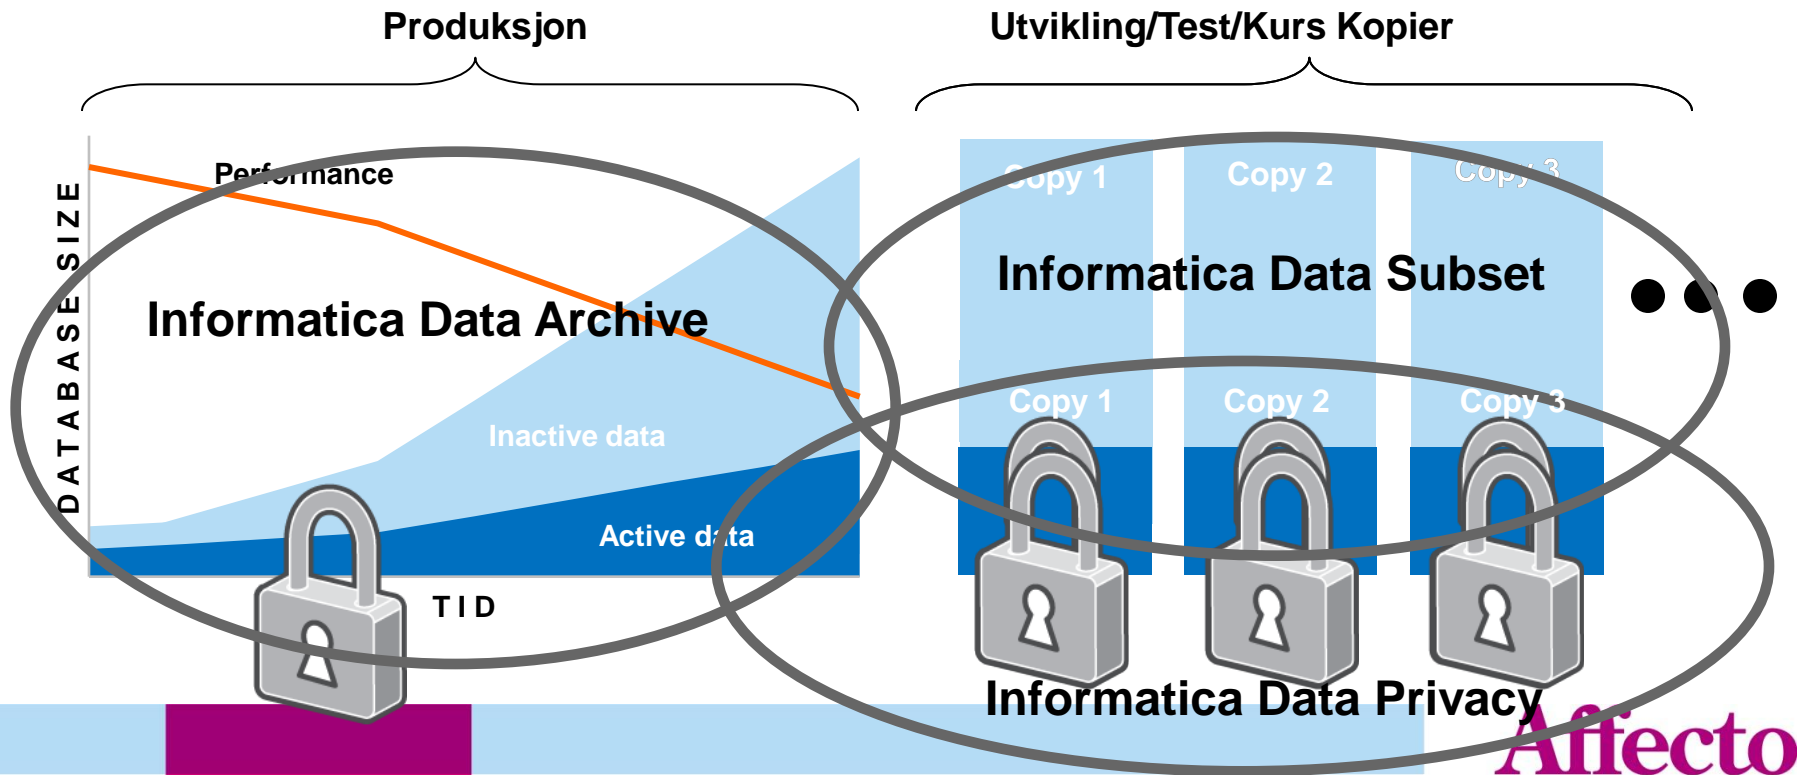 Produksjon
Utvikling/Test/Kurs Kopier
DATABASE SIZE
Performance
Informatica Data Archive
Inactive data
Active data
TID
Copy 1
Copy 2
Copy 3
Informatica Data Subset
Copy 1
Copy 2
Copy 3
Informatica Data Privacy
Affecto